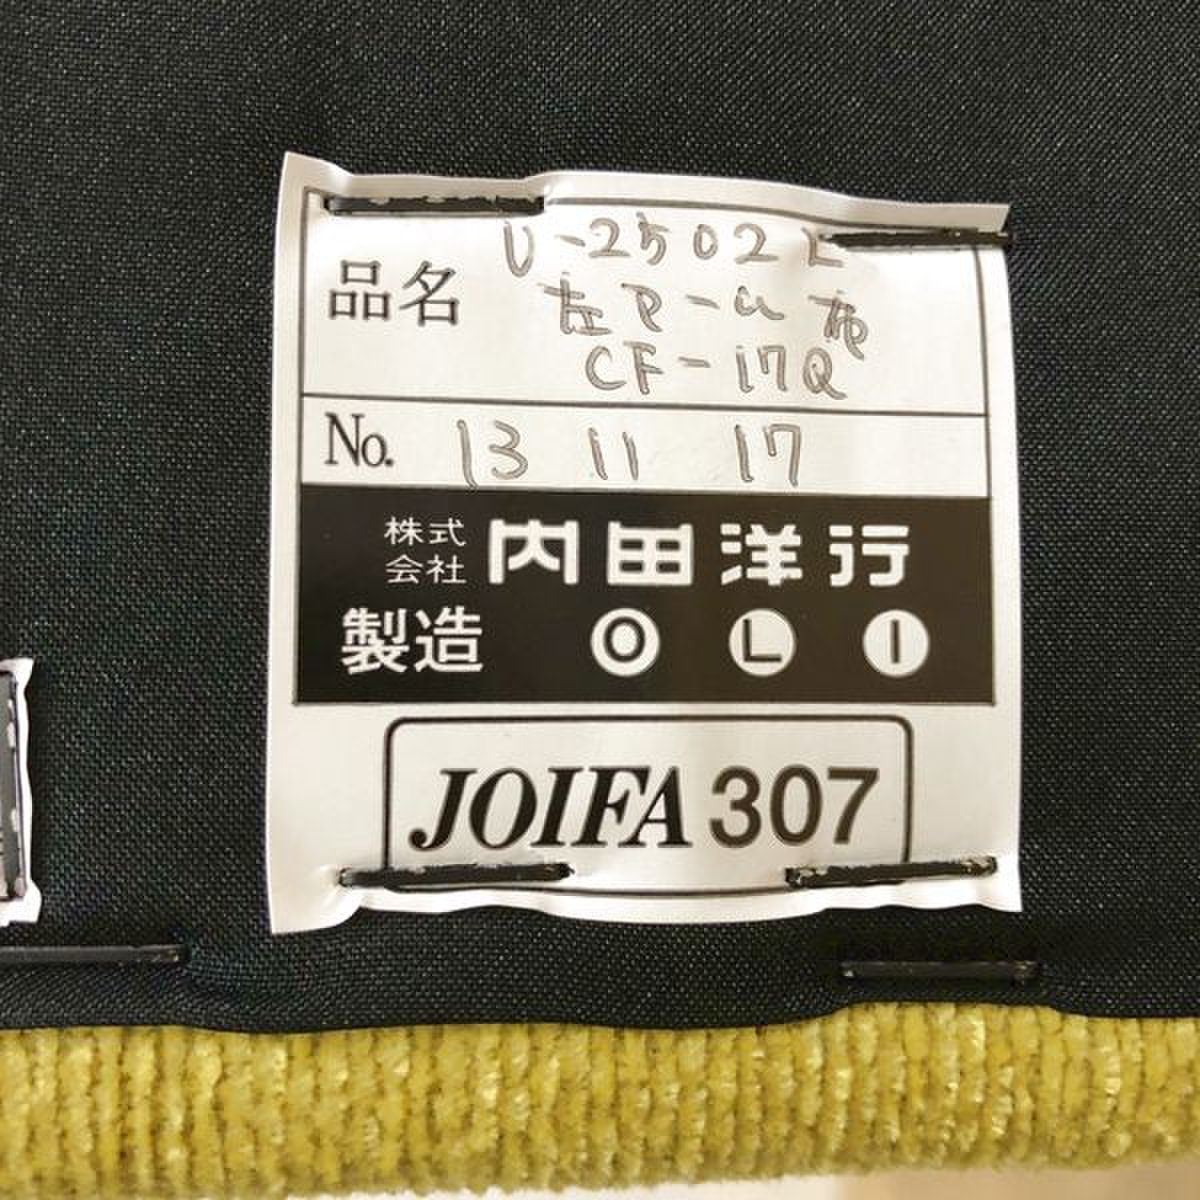 品名 U-2502L
左アーム 布
CF-17Q
No. 13 11 17
株式会社 内田洋行
製造 O L I
JOIFA 307